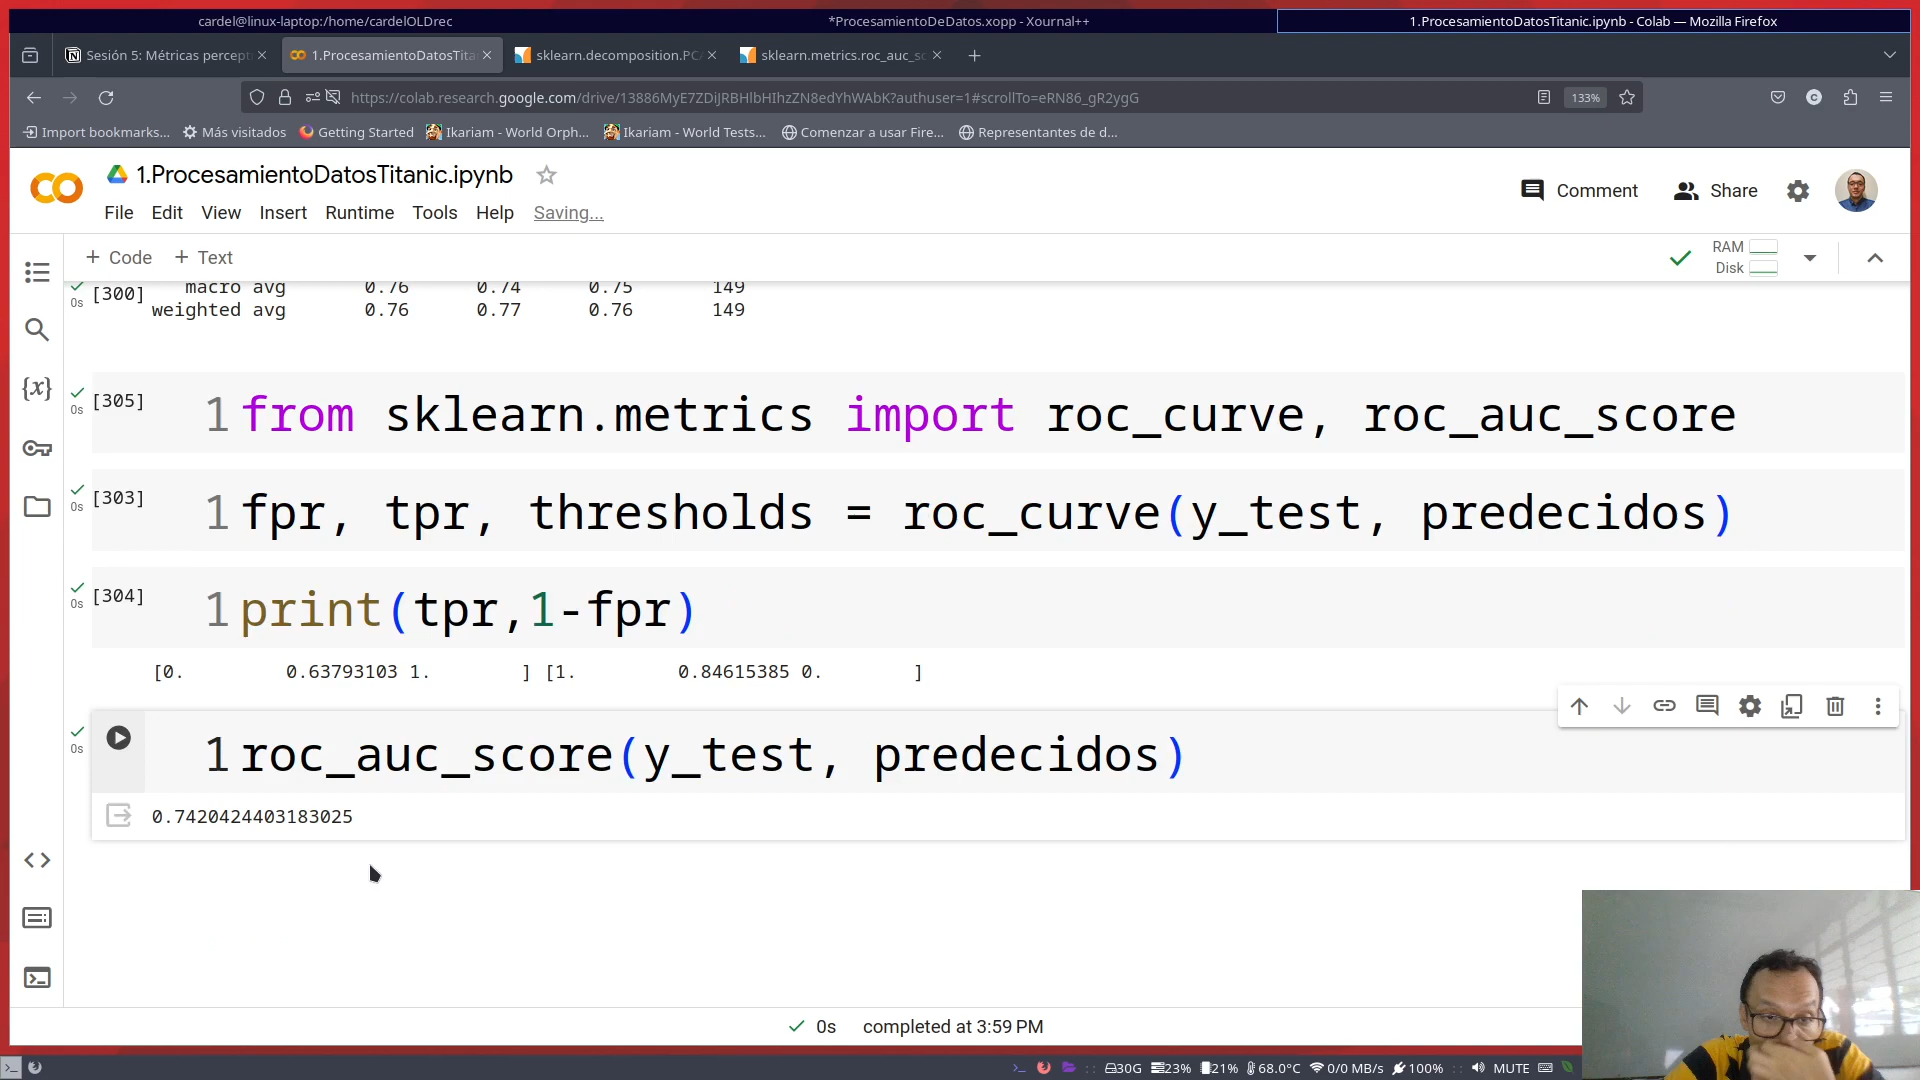 cardel@linux-laptop:/home/cardelOLDrec
*ProcesamientoDeDatos.xopp - Xournal++
1.ProcesamientoDatosTitanic.ipynb - Colab — Mozilla Firefox
Sesión 5: Métricas percept
1.ProcesamientoDatosTita
sklearn.decomposition.PC
sklearn.metrics.roc_auc_sc
https://colab.research.google.com/drive/13886MyE7ZDiJRBHlbHIhzZN8edYhWAbK?authuser=1#scrollTo=eRN86_gR2ygG
133%
Import bookmarks...
Más visitados
Getting Started
Ikariam - World Orph...
Ikariam - World Tests...
Comenzar a usar Fire...
Representantes de d...
1.ProcesamientoDatosTitanic.ipynb
Comment
Share
File Edit View Insert Runtime Tools Help Saving...
+ Code + Text
RAM
Disk
[300] macro avg 0.76 0.74 0.75 149
0s
weighted avg 0.76 0.77 0.76 149
[305] 1 from sklearn.metrics import roc_curve, roc_auc_score
0s
[303] 1 fpr, tpr, thresholds = roc_curve(y_test, predecidos)
0s
[304] 1 print(tpr,1-fpr)
0s
[0. 0.63793103 1. ] [1. 0.84615385 0. ]
1 roc_auc_score(y_test, predecidos)
0s
0.7420424403183025
0s completed at 3:59 PM
30G 23% 21% 68.0°C 0/0 MB/s 100% MUTE